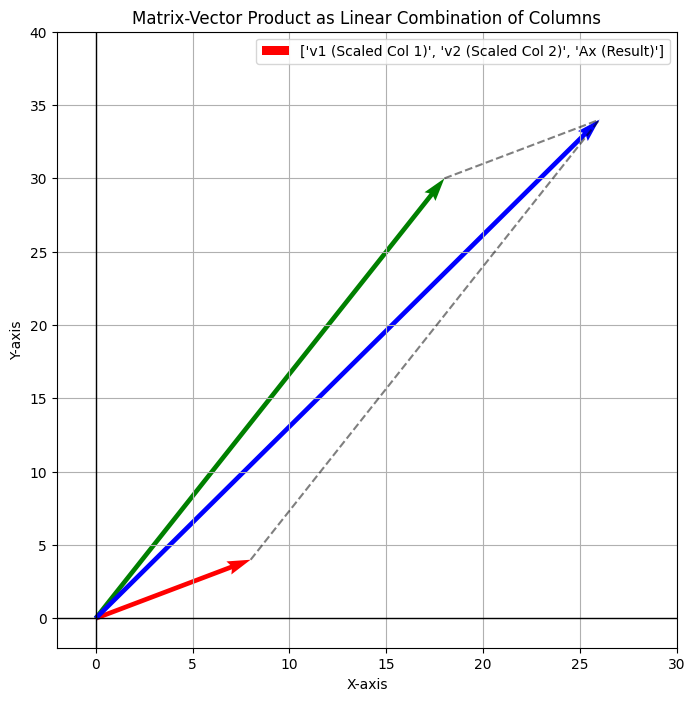 Matrix-Vector Product as Linear Combination of Columns
['v1 (Scaled Col 1)', 'v2 (Scaled Col 2)', 'Ax (Result)']
Y-axis
40
35
30
25
20
15
10
5
0
0 5 10 15 20 25 30
X-axis